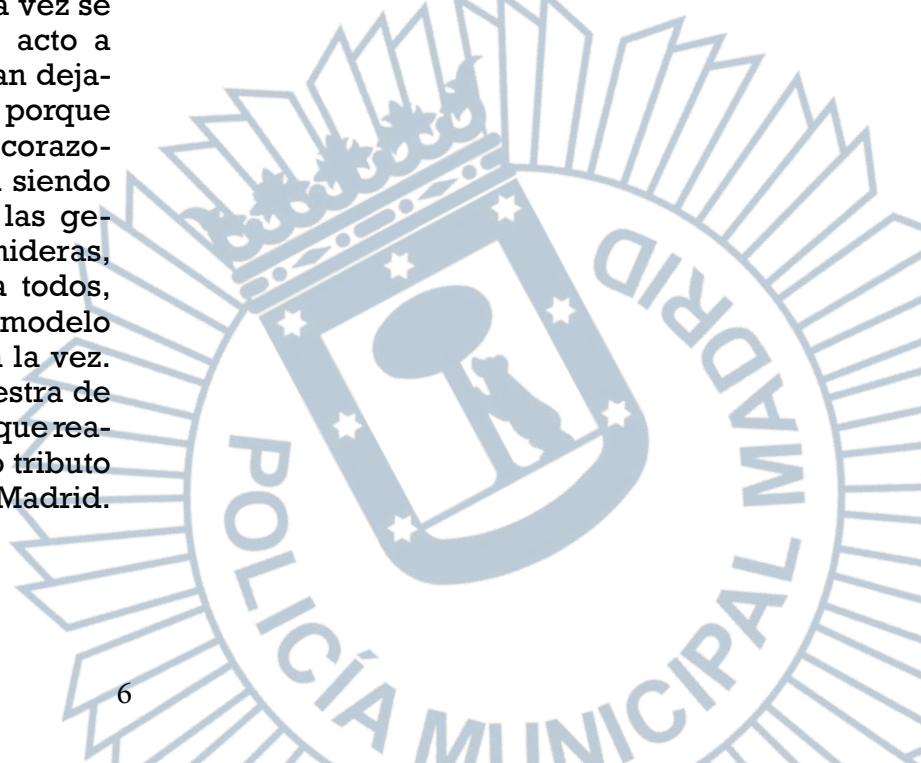 a vez se
acto a
an deja-
porque
corazo-
siendo
las ge-
nideras,
a todos,
modelo
a la vez.
estra de
que rea-
o tributo
Madrid.
6
POLICÍA MUNICIPAL MADRID